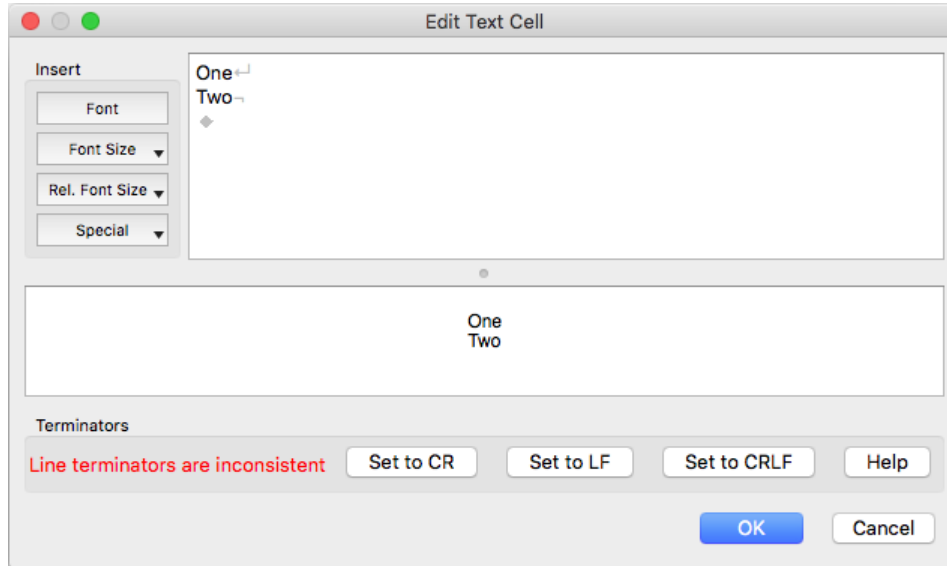 Edit Text Cell
Insert
Font
Font Size
Rel. Font Size
Special
One↵
Two¬
◆
One
Two
Terminators
Line terminators are inconsistent
Set to CR
Set to LF
Set to CRLF
Help
OK
Cancel